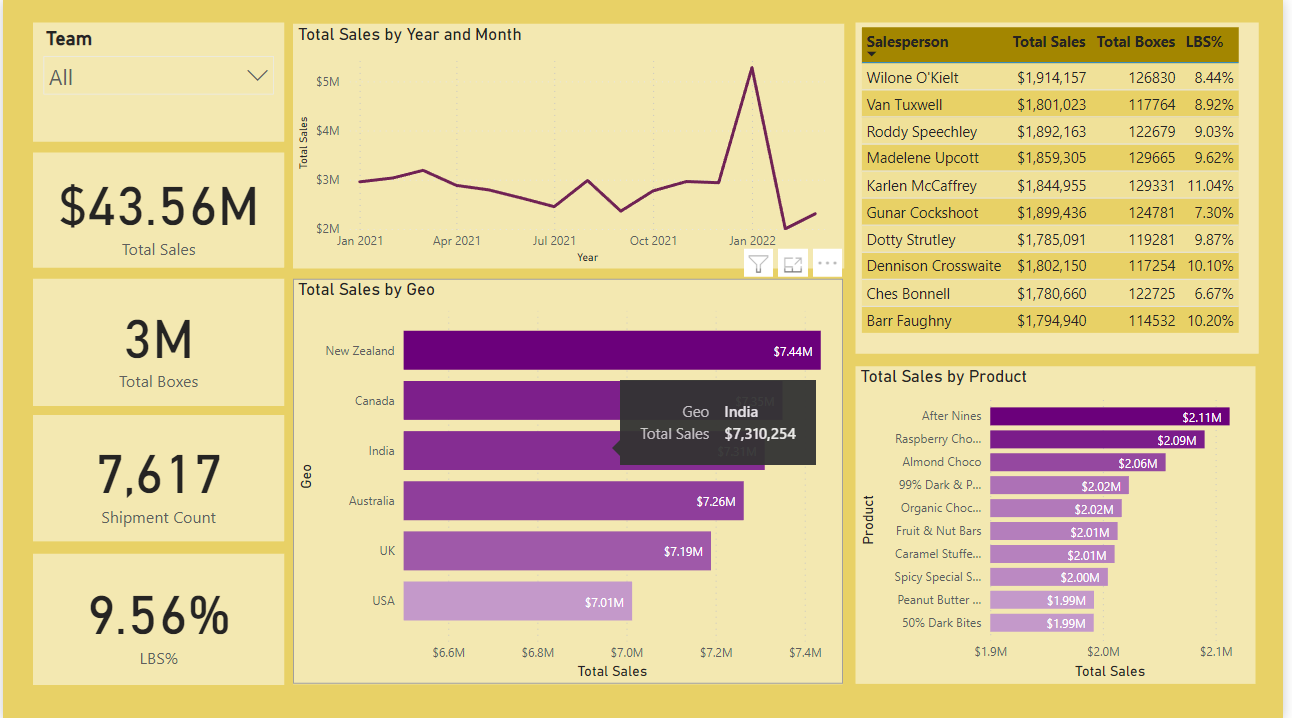 Team
All
$43.56M
Total Sales
3M
Total Boxes
7,617
Shipment Count
9.56%
LBS%
Total Sales by Year and Month
Total Sales
$5M
$4M
$3M
$2M
Jan 2021 Apr 2021 Jul 2021 Oct 2021 Jan 2022
Year
Total Sales by Geo
Geo
New Zealand $7.44M
Canada $7.35M
India $7.31M
Australia $7.26M
UK $7.19M
USA $7.01M
Geo India
Total Sales $7,310,254
$6.6M $6.8M $7.0M $7.2M $7.4M
Total Sales
Salesperson Total Sales Total Boxes LBS%
Wilone O'Kielt $1,914,157 126830 8.44%
Van Tuxwell $1,801,023 117764 8.92%
Roddy Speechley $1,892,163 122679 9.03%
Madelene Upcott $1,859,305 129665 9.62%
Karlen McCaffrey $1,844,955 129331 11.04%
Gunar Cockshoot $1,899,436 124781 7.30%
Dotty Strutley $1,785,091 119281 9.87%
Dennison Crosswaite $1,802,150 117254 10.10%
Ches Bonnell $1,780,660 122725 6.67%
Barr Faughny $1,794,940 114532 10.20%
Total Sales by Product
Product
After Nines $2.11M
Raspberry Cho... $2.09M
Almond Choco $2.06M
99% Dark & P... $2.02M
Organic Choc... $2.02M
Fruit & Nut Bars $2.01M
Caramel Stuffe... $2.01M
Spicy Special S... $2.00M
Peanut Butter ... $1.99M
50% Dark Bites $1.99M
$1.9M $2.0M $2.1M
Total Sales